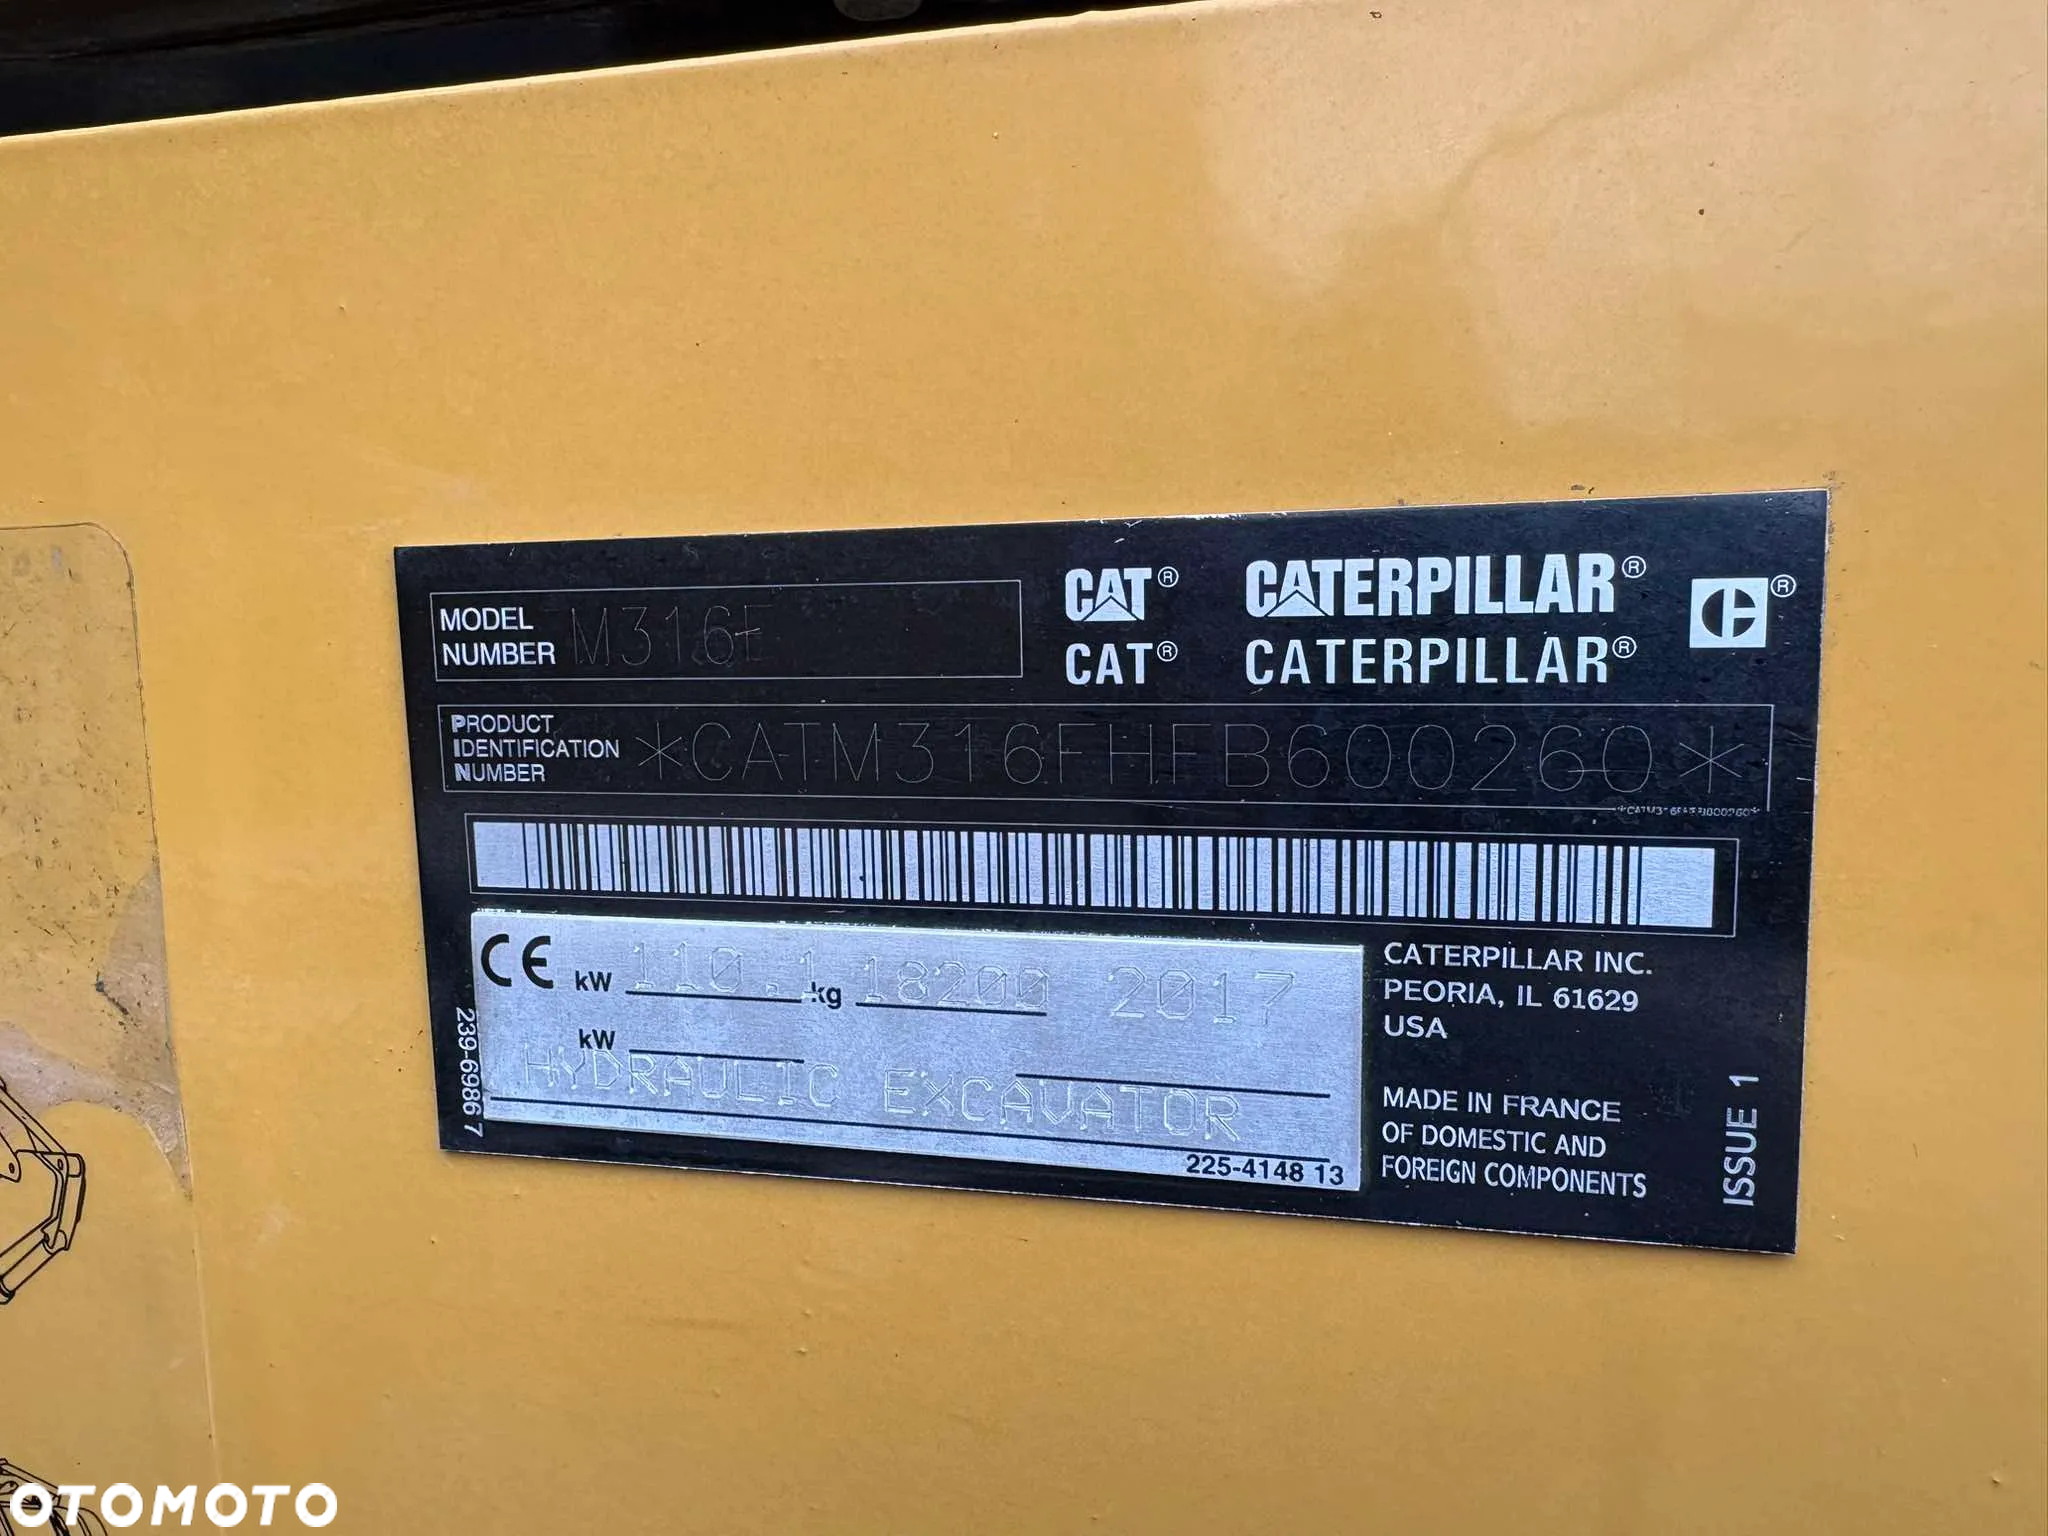 MODEL
NUMBER M316F
CAT® CATERPILLAR® ®
CAT® CATERPILLAR®
PRODUCT
IDENTIFICATION
NUMBER *CATM316FHFB600260*
*CATM316FHFB600260*
CE kW 110.1 kg 18200 2017
kW
HYDRAULIC EXCAVATOR
225-4148 13
239-6986 7
CATERPILLAR INC.
PEORIA, IL 61629
USA
MADE IN FRANCE
OF DOMESTIC AND
FOREIGN COMPONENTS
ISSUE 1
OTOMOTO